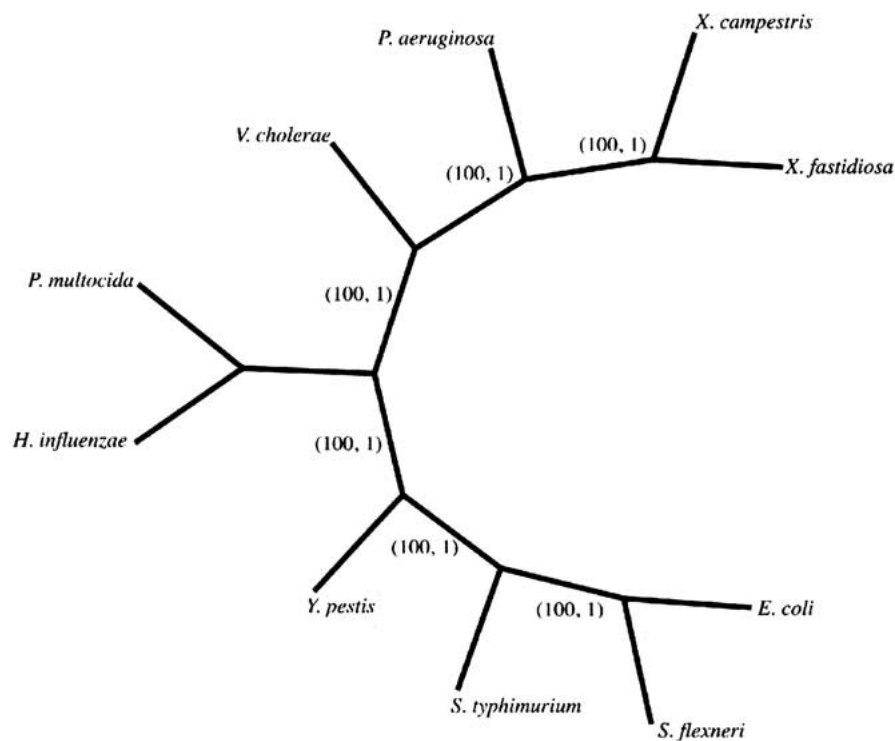 X. campestris
P. aeruginosa
V. cholerae
(100, 1)
(100, 1)
X. fastidiosa
P. multocida
(100, 1)
H. influenzae
(100, 1)
(100, 1)
Y. pestis
(100, 1)
E. coli
S. typhimurium
S. flexneri